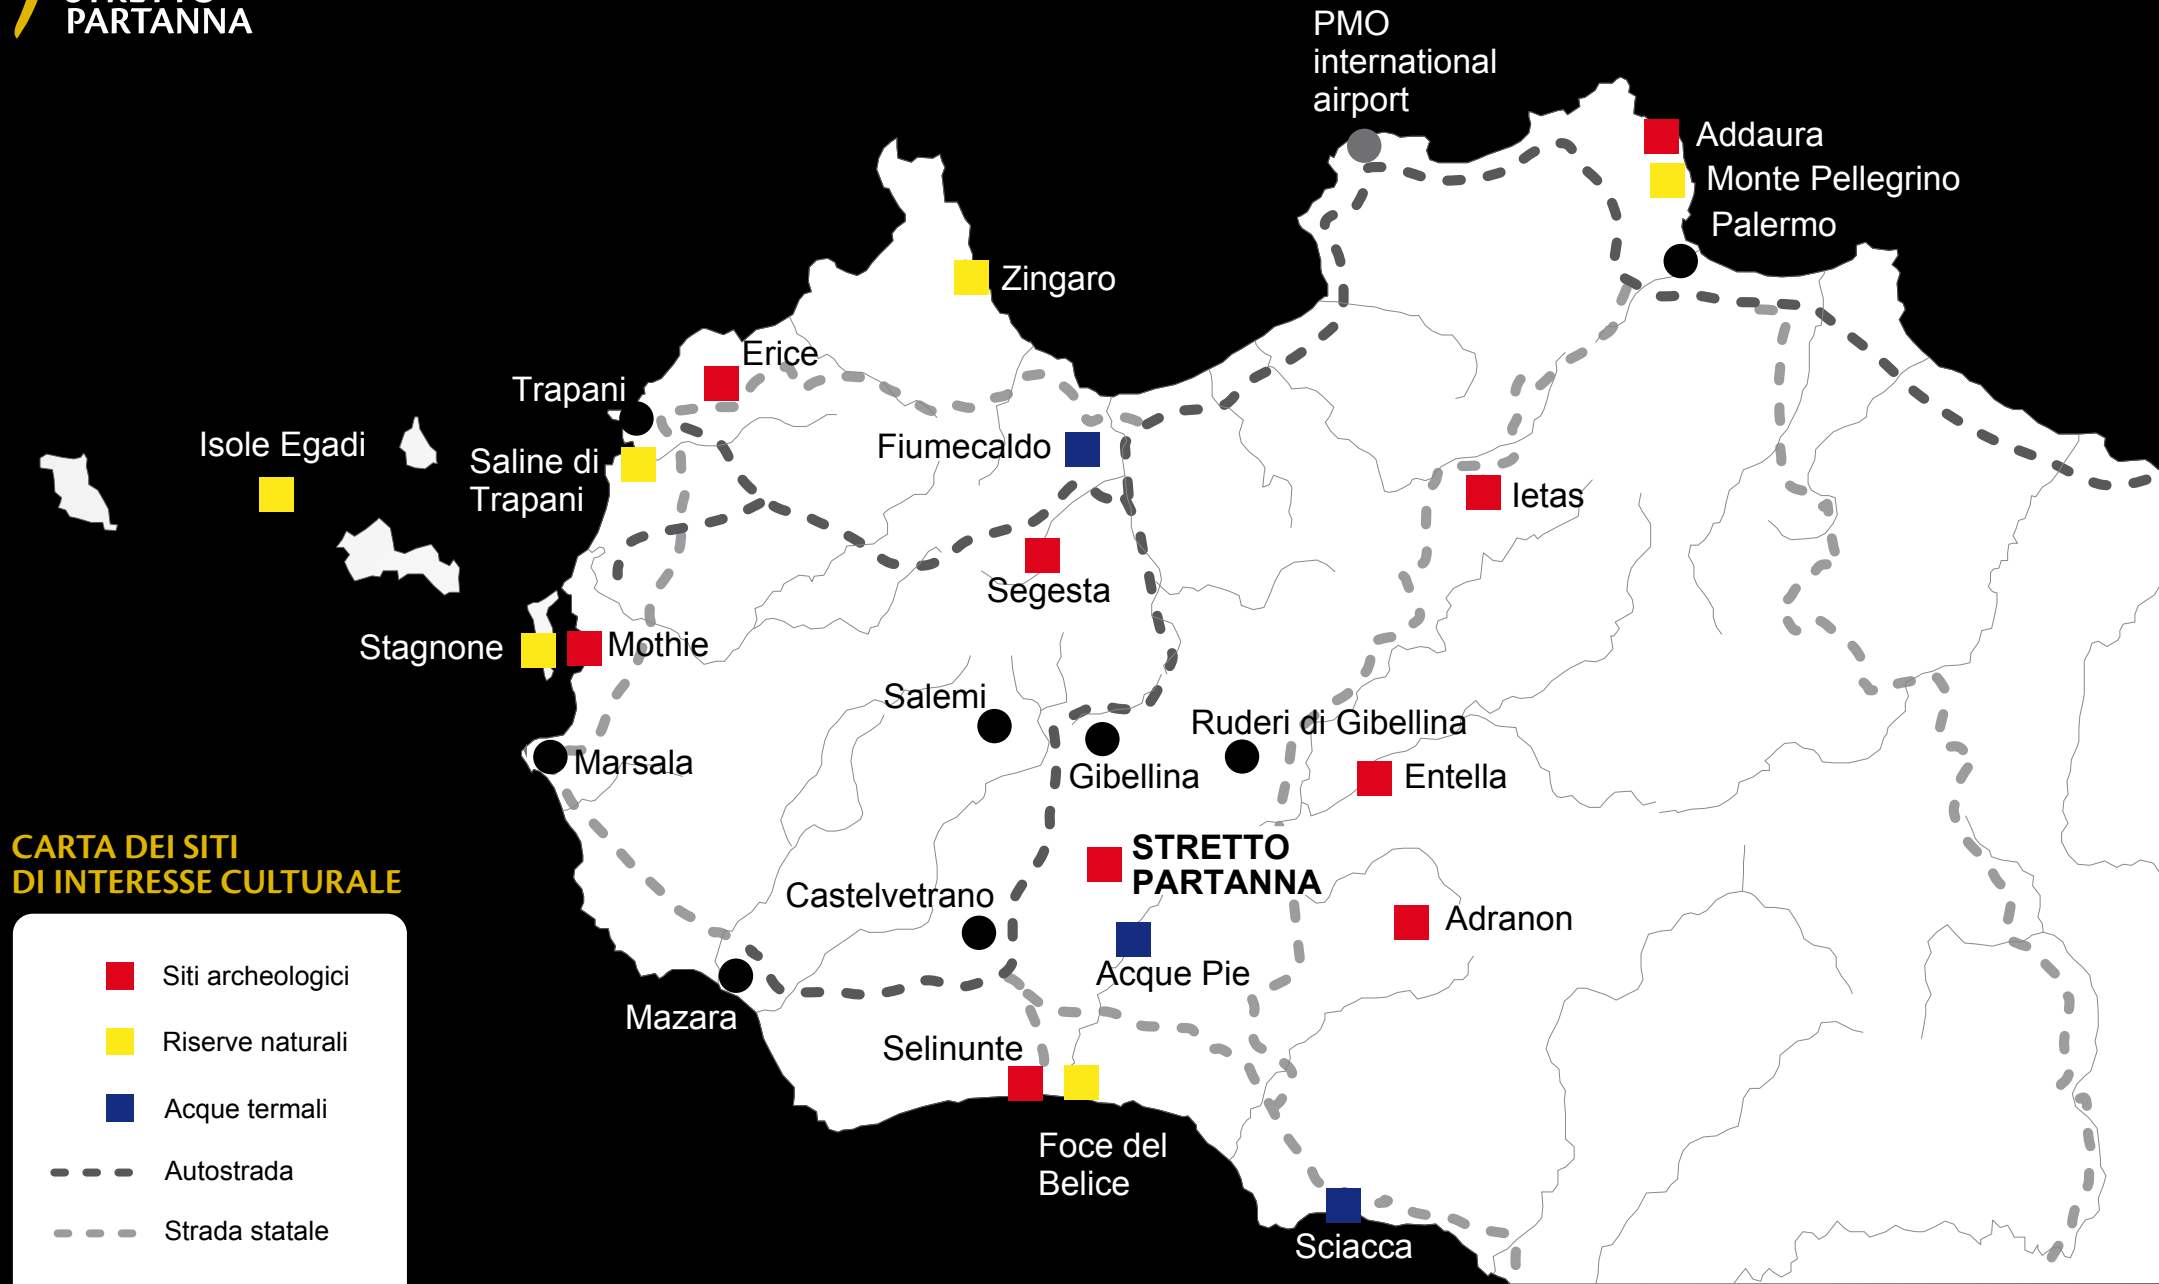 STRETTO
PARTANNA
PMO
international
airport
Addaura
Monte Pellegrino
Palermo
Zingaro
Erice
Trapani
Isole Egadi
Saline di
Trapani
Fiumecaldo
Ietas
Segesta
Stagnone
Mothie
Salemi
Ruderi di Gibellina
Marsala
Gibellina
Entella
STRETTO
PARTANNA
Castelvetrano
Adranon
Acque Pie
Mazara
Selinunte
Foce del
Belice
Sciacca
CARTA DEI SITI
DI INTERESSE CULTURALE
Siti archeologici
Riserve naturali
Acque termali
Autostrada
Strada statale